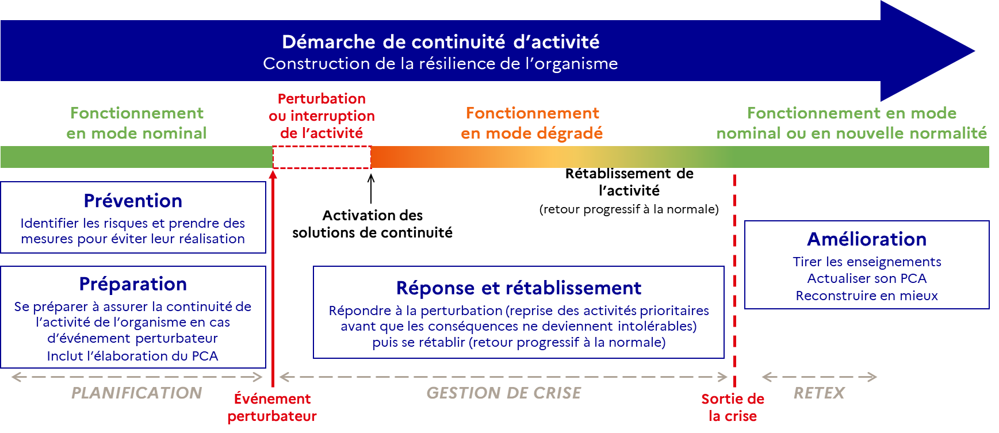 Démarche de continuité d’activité
Construction de la résilience de l’organisme
Fonctionnement
en mode nominal
Perturbation
ou interruption
de l’activité
Fonctionnement
en mode dégradé
Fonctionnement en mode
nominal ou en nouvelle normalité
Prévention
Identifier les risques et prendre des
mesures pour éviter leur réalisation
Activation des
solutions de continuité
Rétablissement de
l’activité
(retour progressif à la normale)
Préparation
Se préparer à assurer la continuité de
l’activité de l’organisme en cas
d’événement perturbateur
Inclut l’élaboration du PCA
Réponse et rétablissement
Répondre à la perturbation (reprise des activités prioritaires
avant que les conséquences ne deviennent intolérables)
puis se rétablir (retour progressif à la normale)
Amélioration
Tirer les enseignements
Actualiser son PCA
Reconstruire en mieux
PLANIFICATION
Événement
perturbateur
GESTION DE CRISE
Sortie de
la crise
RETEX